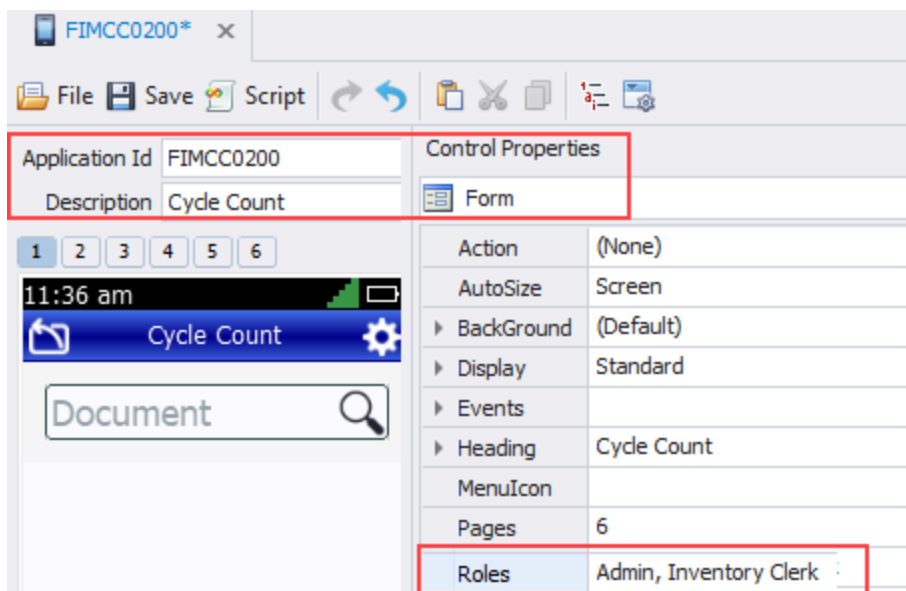 FIMCC0200*
File Save Script
Application Id FIMCC0200
Description Cycle Count
Control Properties
Form
1 2 3 4 5 6
11:36 am
Cycle Count
Document
Action (None)
AutoSize Screen
BackGround (Default)
Display Standard
Events
Heading Cycle Count
MenuIcon
Pages 6
Roles Admin, Inventory Clerk